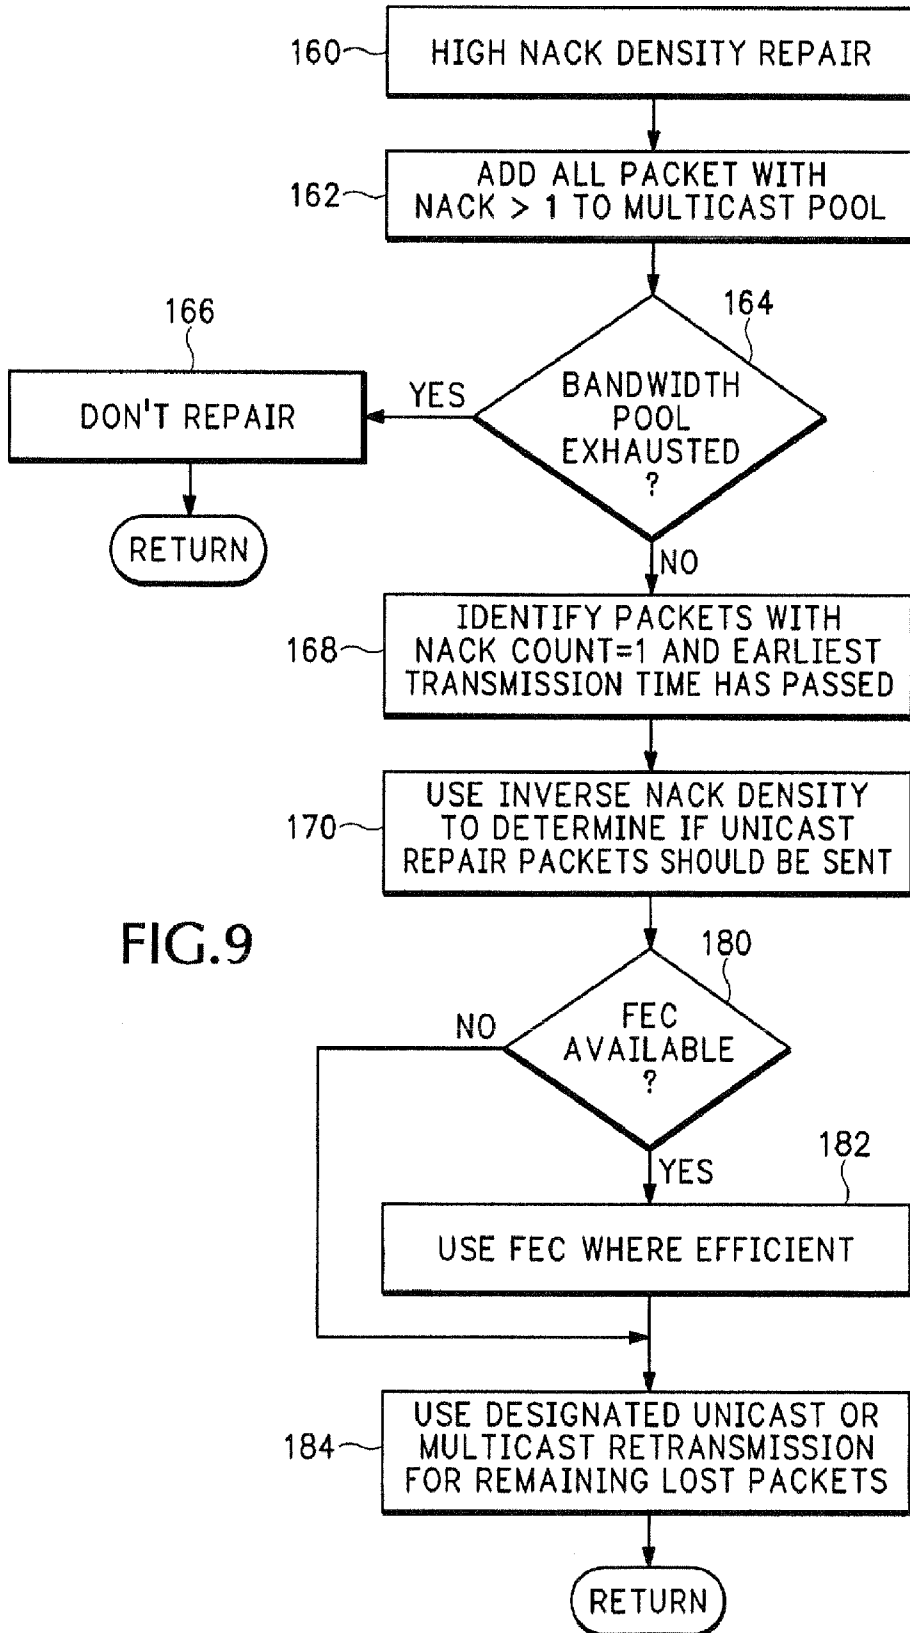 160
HIGH NACK DENSITY REPAIR
162
ADD ALL PACKET WITH
NACK > 1 TO MULTICAST POOL
164
BANDWIDTH
POOL
EXHAUSTED
?
YES
166
DON'T REPAIR
RETURN
NO
168
IDENTIFY PACKETS WITH
NACK COUNT=1 AND EARLIEST
TRANSMISSION TIME HAS PASSED
170
USE INVERSE NACK DENSITY
TO DETERMINE IF UNICAST
REPAIR PACKETS SHOULD BE SENT
FIG.9
180
FEC
AVAILABLE
?
NO
YES
182
USE FEC WHERE EFFICIENT
184
USE DESIGNATED UNICAST OR
MULTICAST RETRANSMISSION
FOR REMAINING LOST PACKETS
RETURN